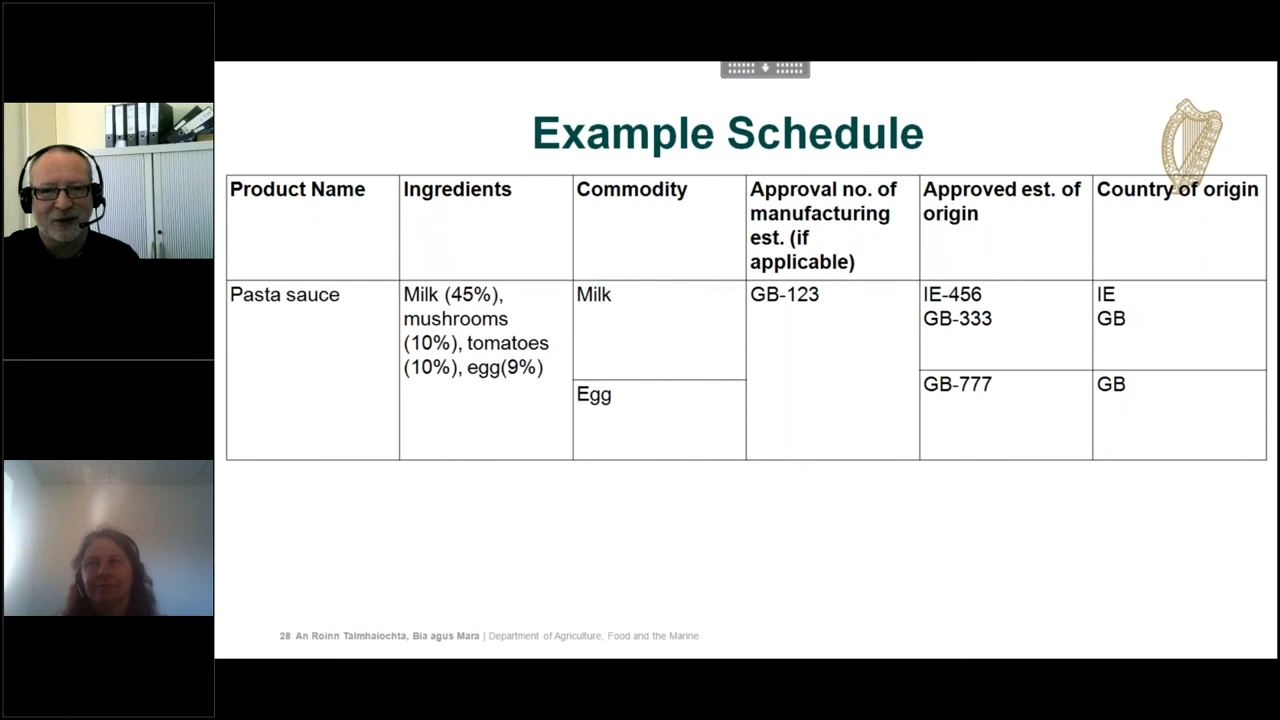 Example Schedule
Product Name
Ingredients
Commodity
Approval no. of
manufacturing
est. (if
applicable)
Approved est. of
origin
Country of origin
Pasta sauce
Milk (45%),
mushrooms
(10%), tomatoes
(10%), egg(9%)
Milk
GB-123
IE-456
GB-333
IE
GB
Egg
GB-777
GB
28 An Roinn Talmhaíochta, Bia agus Mara | Department of Agriculture, Food and the Marine